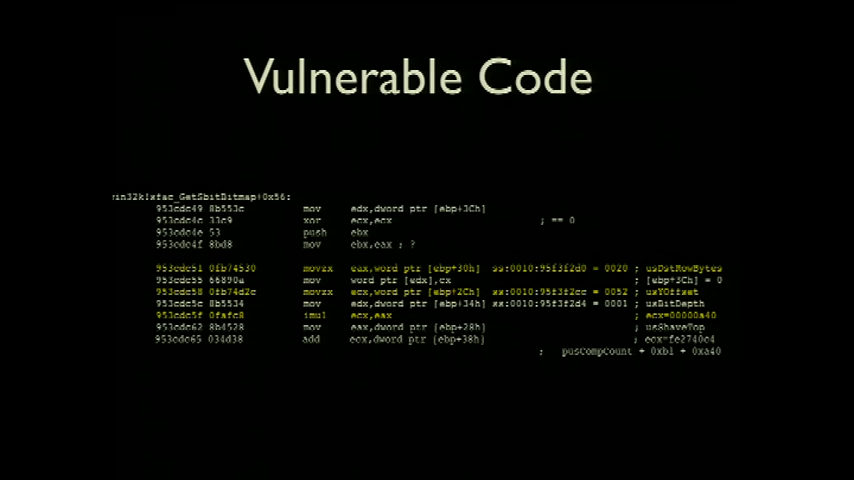 Vulnerable Code
win32k!sfac_GetSbitBitmap+0x56:
953cdc49 8b553c mov edx,dword ptr [ebp+3Ch]
953cdc4c 33c9 xor ecx,ecx ; == 0
953cdc4e 53 push ebx
953cdc4f 8bd8 mov ebx,eax ; ?
953cdc51 0fb74530 movzx eax,word ptr [ebp+30h] ss:0010:95f3f2d0 = 0020 ; usDstRowBytes
953cdc55 66890a mov word ptr [edx],cx ; [ebp+3Ch] = 0
953cdc58 0fb74d2c movzx ecx,word ptr [ebp+2Ch] ss:0010:95f3f2cc = 0052 ; usYOffset
953cdc5c 8b5534 mov edx,dword ptr [ebp+34h] ss:0010:95f3f2d4 = 0001 ; usBitDepth
953cdc5f 0fafc8 imul ecx,eax ; ecx=00000a40
953cdc62 8b4528 mov eax,dword ptr [ebp+28h] ; usShaveTop
953cdc65 034d38 add ecx,dword ptr [ebp+38h] ; ecx=fe2740c4
; pusCompCount + 0xb1 + 0xa40